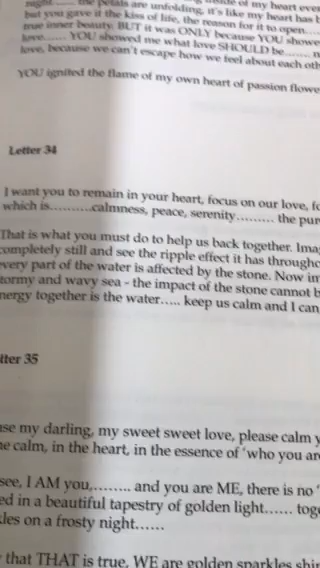 night...... the petals are unfolding, it's like my heart ever
but you gave it the kiss of life, the reason for it to open....
true inner beauty. BUT it was ONLY because YOU showe
love...... YOU showed me what love SHOULD be........ n
love, because we can't escape how we feel about each oth
YOU ignited the flame of my own heart of passion flowe
Letter 34
I want you to remain in your heart, focus on our love, fo
which is..........calmness, peace, serenity......... the pur
That is what you must do to help us back together. Ima
completely still and see the ripple effect it has througho
every part of the water is affected by the stone. Now im
tormy and wavy sea - the impact of the stone cannot b
nergy together is the water..... keep us calm and I can
tter 35
se my darling, my sweet sweet love, please calm y
e calm, in the heart, in the essence of 'who you are
see, I AM you,........ and you are ME, there is no '
ed in a beautiful tapestry of golden light...... toge
kles on a frosty night......
that THAT is true, WE are golden sparkles shi